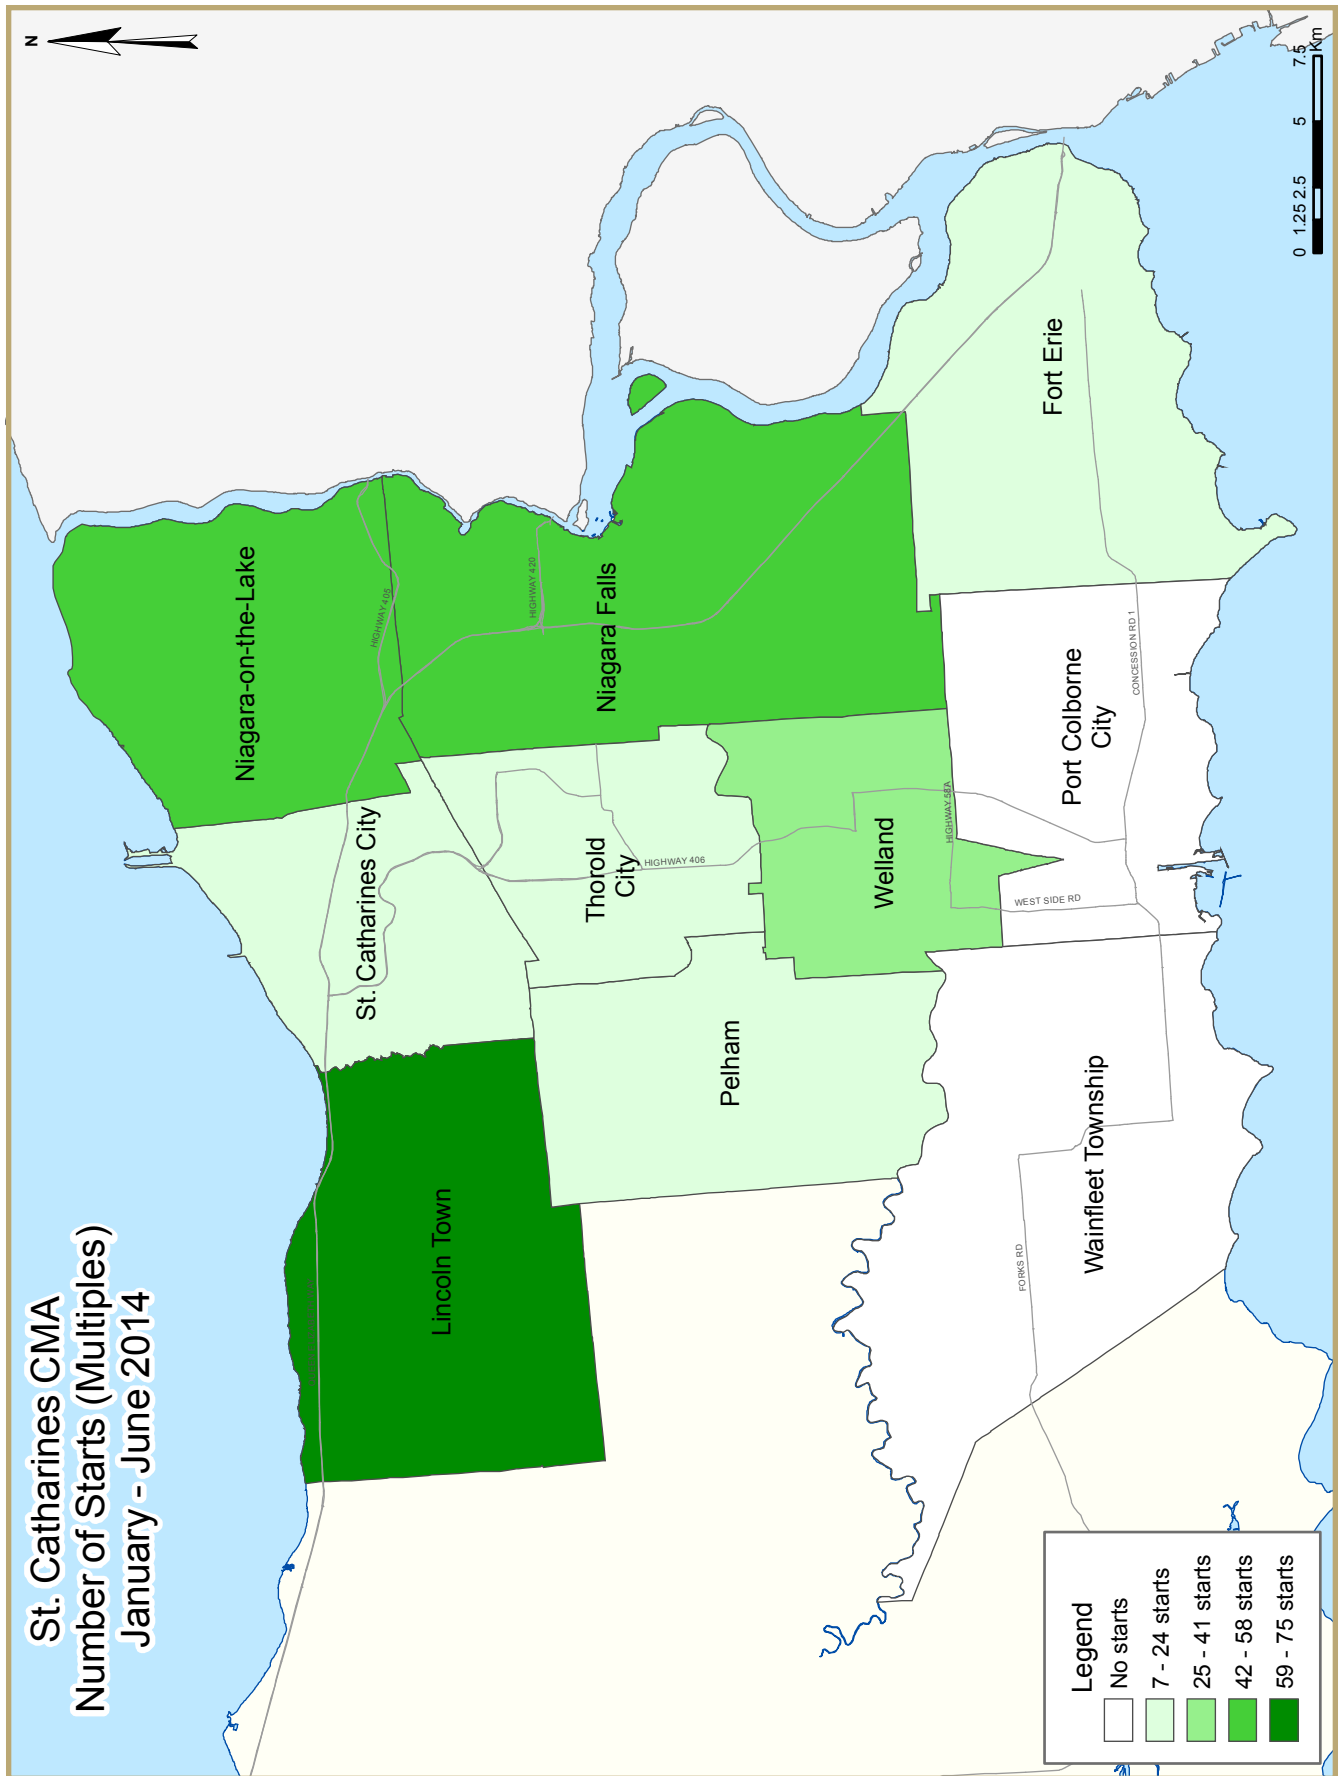 St. Catharines CMA
Number of Starts (Multiples)
January - June 2014
N
Niagara-on-the-Lake
HIGHWAY 405
St. Catharines City
Lincoln Town
HIGHWAY 420
Niagara Falls
Thorold
City
HIGHWAY 406
Pelham
Welland
HIGHWAY 58A
Fort Erie
Port Colborne
City
CONCESSION RD 1
WEST SIDE RD
Wainfleet Township
FORKS RD
Legend
No starts
7 - 24 starts
25 - 41 starts
42 - 58 starts
59 - 75 starts
0 1.25 2.5 5 7.5
Km